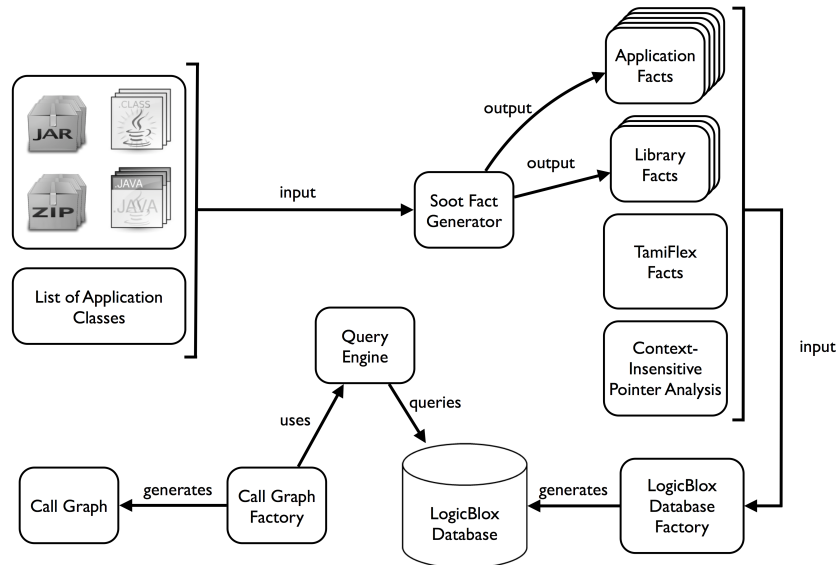 Application
Facts
JAR
.CLASS
output
input
output
Library
Facts
Soot Fact
Generator
ZIP
.JAVA
.JAVA
TamiFlex
Facts
List of Application
Classes
Query
Engine
Context-
Insensitive
Pointer Analysis
input
uses
queries
Call Graph
generates
Call Graph
Factory
LogicBlox
Database
generates
LogicBlox
Database
Factory